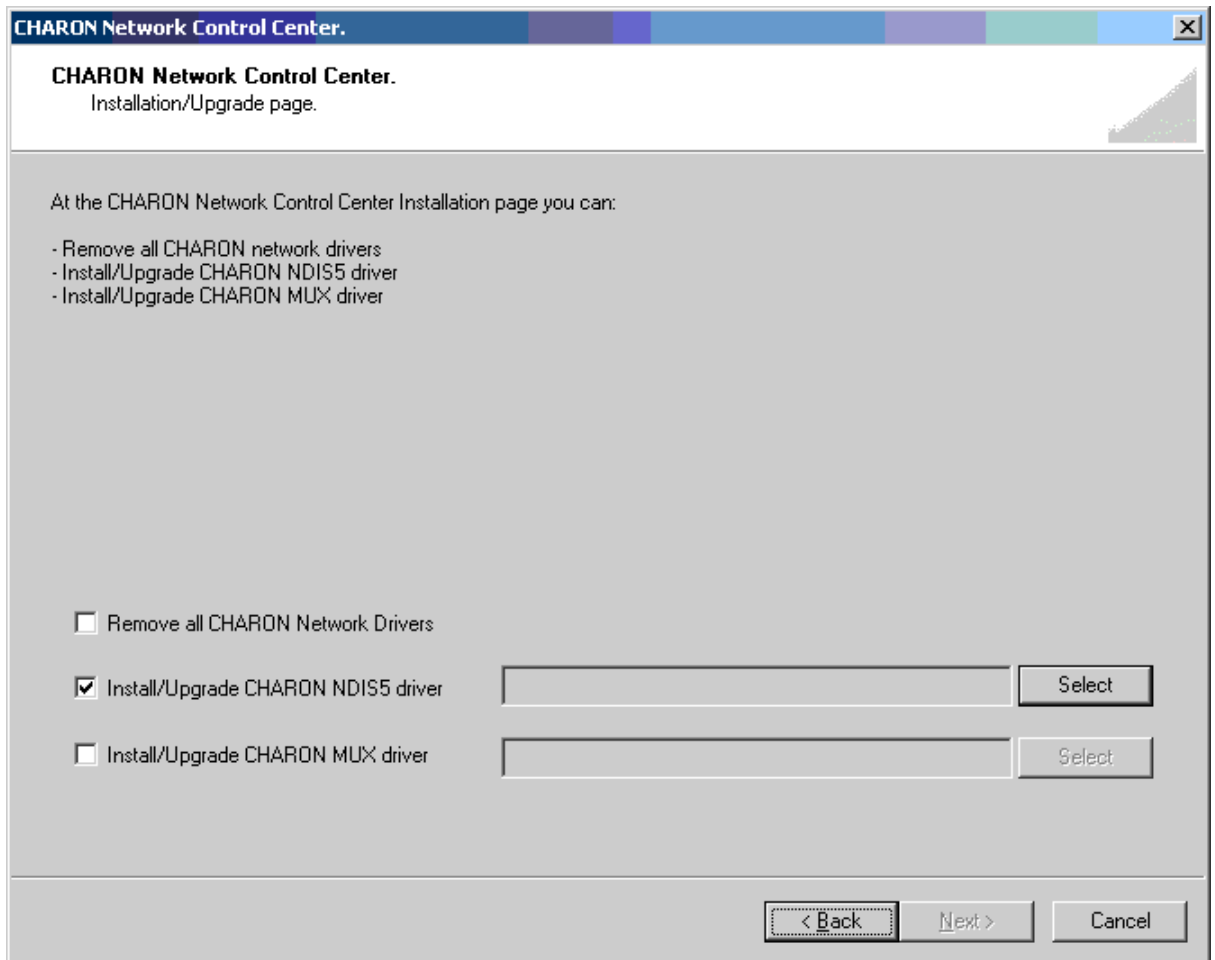 CHARON Network Control Center.
CHARON Network Control Center.
Installation/Upgrade page.
At the CHARON Network Control Center Installation page you can:
- Remove all CHARON network drivers
- Install/Upgrade CHARON NDIS5 driver
- Install/Upgrade CHARON MUX driver
Remove all CHARON Network Drivers
Install/Upgrade CHARON NDIS5 driver Select
Install/Upgrade CHARON MUX driver Select
< Back Next > Cancel